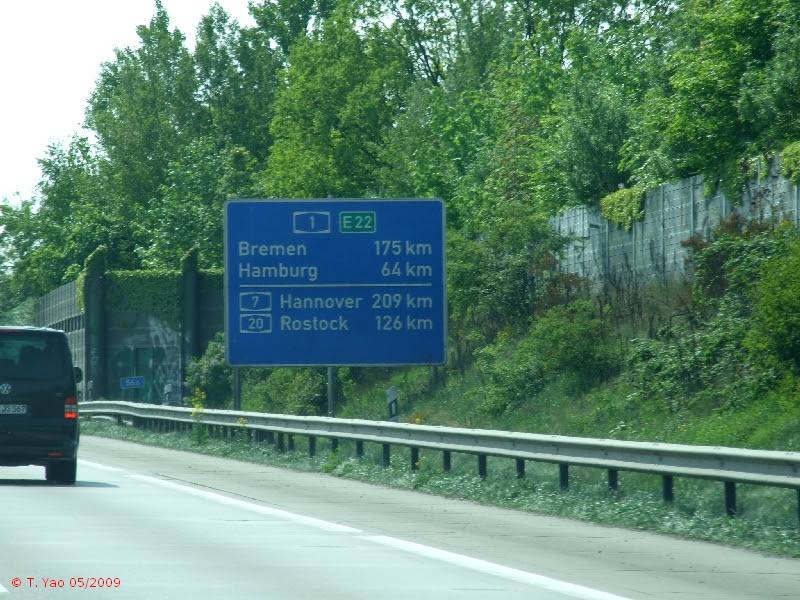 1 E22
Bremen 175 km
Hamburg 64 km
7 Hannover 209 km
20 Rostock 126 km
© T. Yao 05/2009